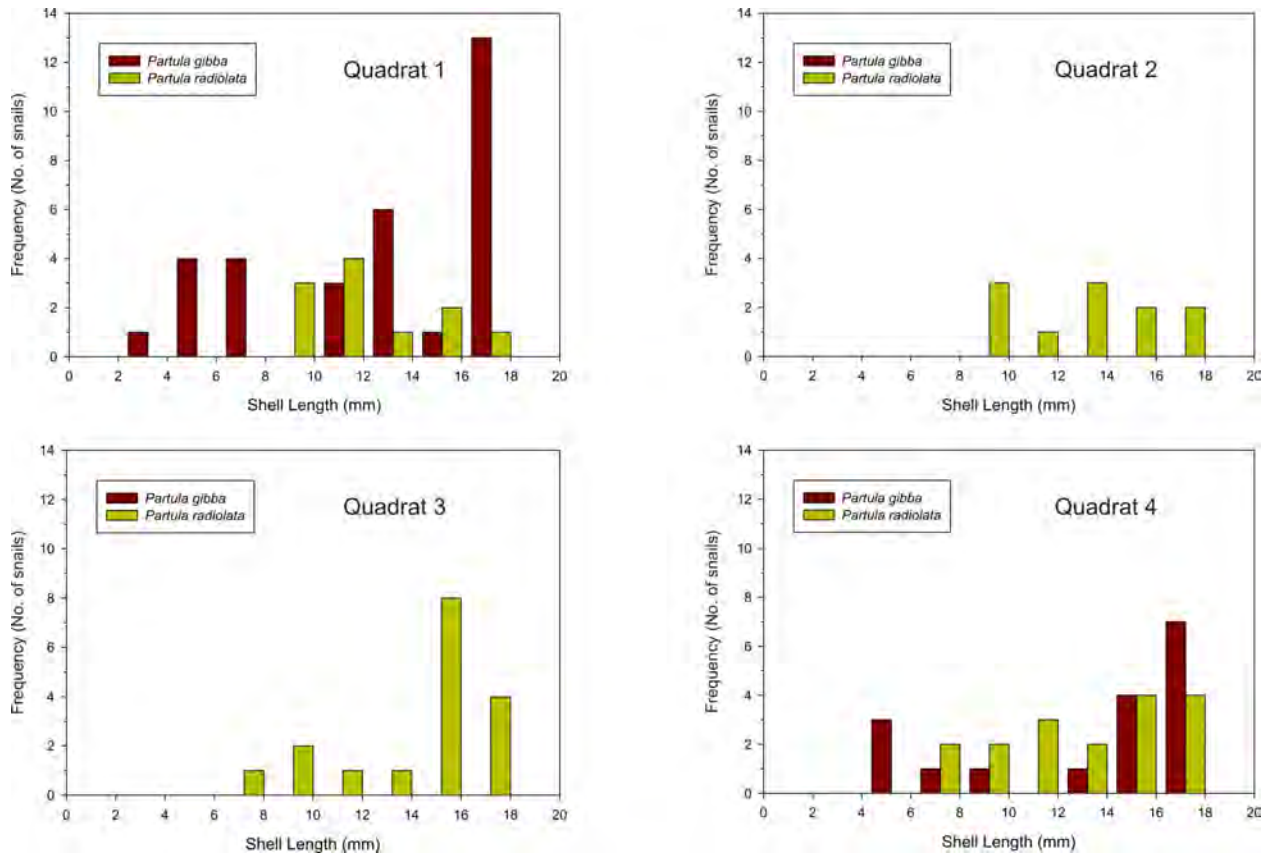 Quadrat 1
Partula gibba
Partula radiolata
Frequency (No. of snails)
14
12
10
8
6
4
2
0
0 2 4 6 8 10 12 14 16 18 20
Shell Length (mm)
Quadrat 2
Partula gibba
Partula radiolata
Frequency (No. of snails)
14
12
10
8
6
4
2
0
0 2 4 6 8 10 12 14 16 18 20
Shell Length (mm)
Quadrat 3
Partula gibba
Partula radiolata
Frequency (No. of snails)
14
12
10
8
6
4
2
0
0 2 4 6 8 10 12 14 16 18 20
Shell Length (mm)
Quadrat 4
Partula gibba
Partula radiolata
Frequency (No. of snails)
14
12
10
8
6
4
2
0
0 2 4 6 8 10 12 14 16 18 20
Shell Length (mm)